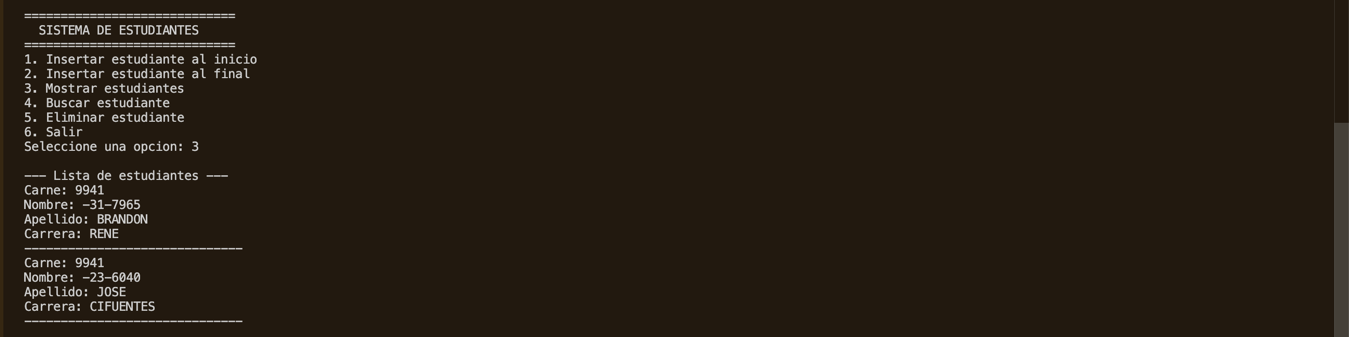 =============================
SISTEMA DE ESTUDIANTES
=============================
1. Insertar estudiante al inicio
2. Insertar estudiante al final
3. Mostrar estudiantes
4. Buscar estudiante
5. Eliminar estudiante
6. Salir
Seleccione una opcion: 3
--- Lista de estudiantes ---
Carne: 9941
Nombre: -31-7965
Apellido: BRANDON
Carrera: RENE
------------------------------
Carne: 9941
Nombre: -23-6040
Apellido: JOSE
Carrera: CIFUENTES
------------------------------